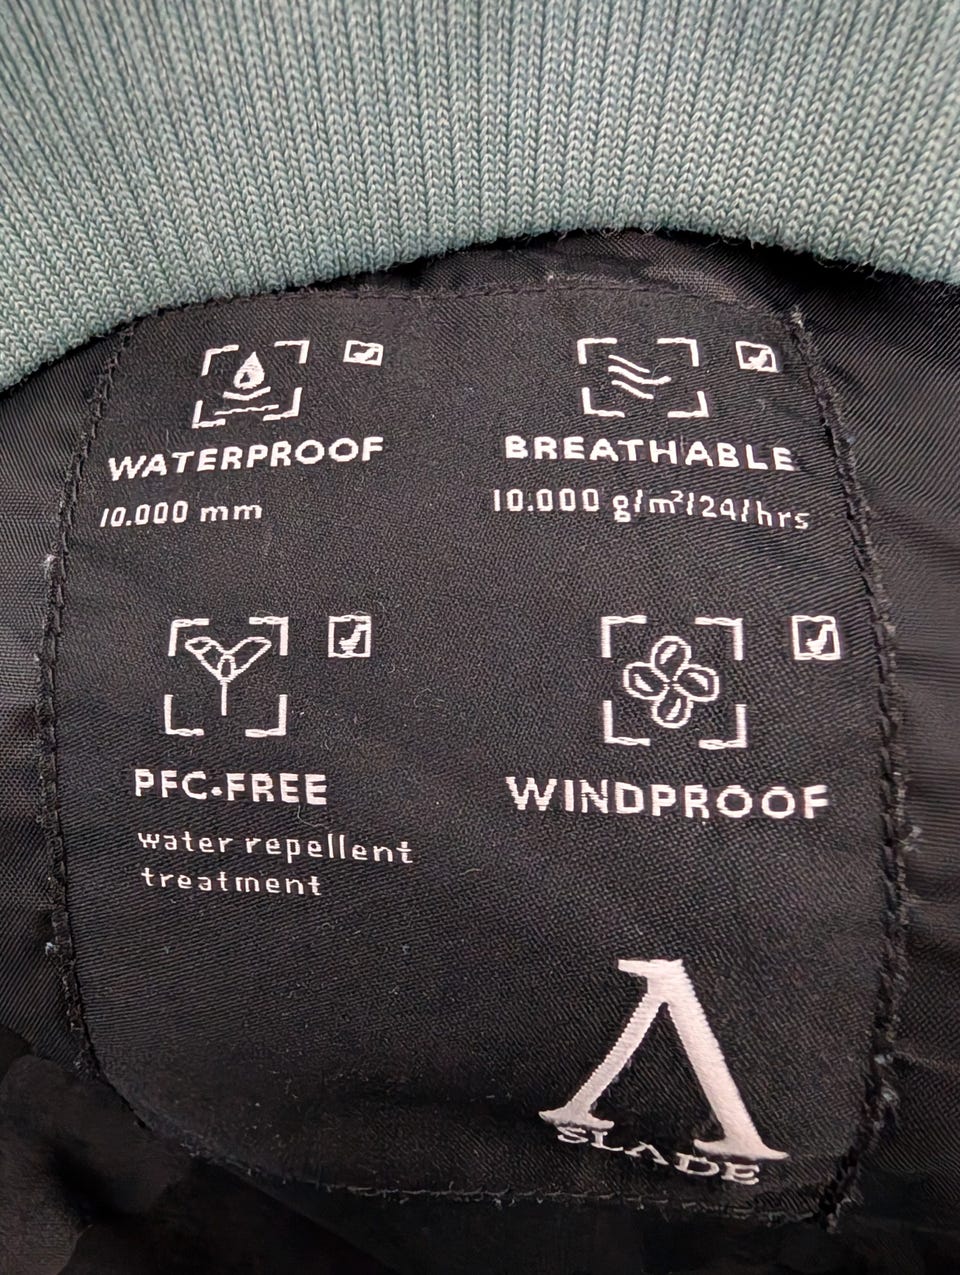 WATERPROOF
10.000 mm
BREATHABLE
10.000 g/m²/24/hrs
PFC-FREE
water repellent
treatment
WINDPROOF
Λ
SLADE